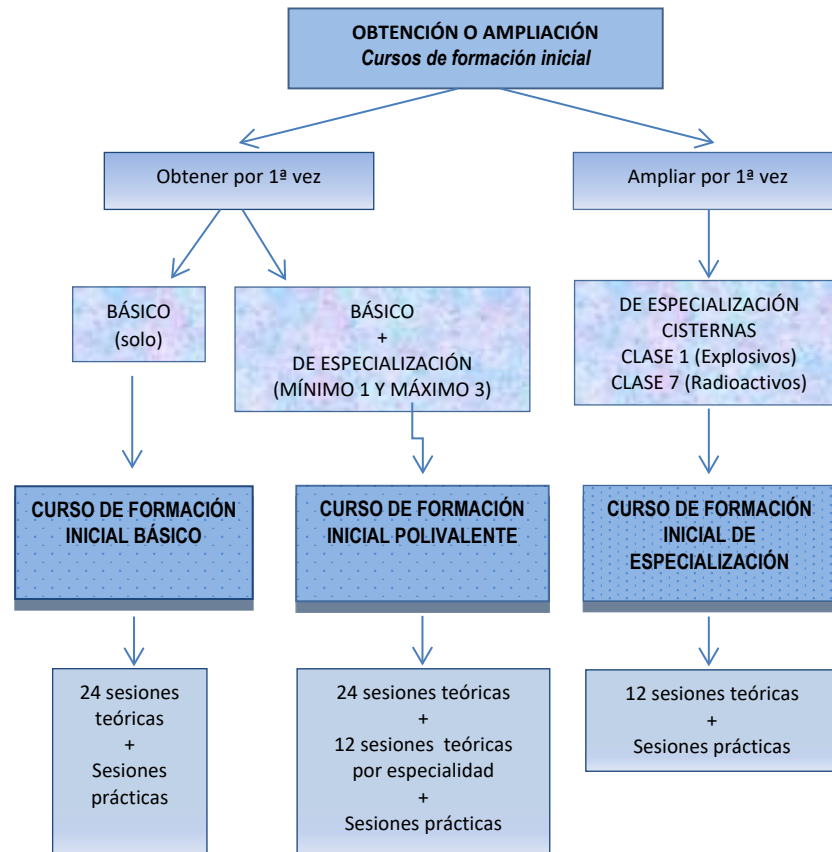 OBTENCIÓN O AMPLIACIÓN
Cursos de formación inicial
Obtener por 1ª vez
Ampliar por 1ª vez
BÁSICO
(solo)
BÁSICO
+
DE ESPECIALIZACIÓN
(MÍNIMO 1 Y MÁXIMO 3)
DE ESPECIALIZACIÓN
CISTERNAS
CLASE 1 (Explosivos)
CLASE 7 (Radioactivos)
CURSO DE FORMACIÓN
INICIAL BÁSICO
CURSO DE FORMACIÓN
INICIAL POLIVALENTE
CURSO DE FORMACIÓN
INICIAL DE
ESPECIALIZACIÓN
24 sesiones
teóricas
+
Sesiones
prácticas
24 sesiones teóricas
+
12 sesiones teóricas
por especialidad
+
Sesiones prácticas
12 sesiones teóricas
+
Sesiones prácticas